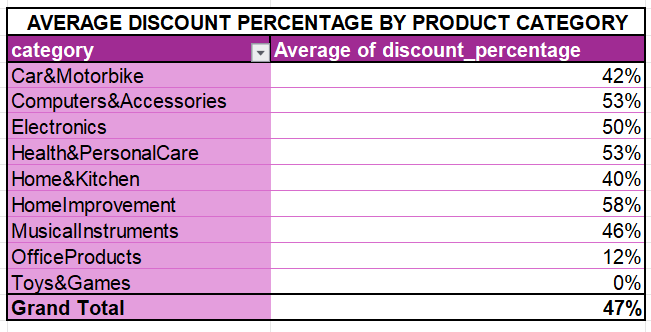 AVERAGE DISCOUNT PERCENTAGE BY PRODUCT CATEGORY
category Average of discount_percentage
Car&Motorbike 42%
Computers&Accessories 53%
Electronics 50%
Health&PersonalCare 53%
Home&Kitchen 40%
HomeImprovement 58%
MusicalInstruments 46%
OfficeProducts 12%
Toys&Games 0%
Grand Total 47%